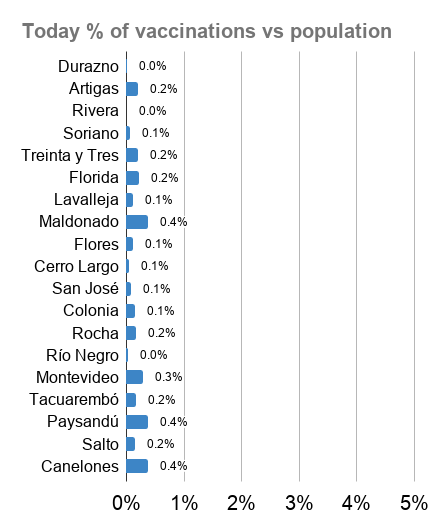 Today % of vaccinations vs population
Durazno 0.0%
Artigas 0.2%
Rivera 0.0%
Soriano 0.1%
Treinta y Tres 0.2%
Florida 0.2%
Lavalleja 0.1%
Maldonado 0.4%
Flores 0.1%
Cerro Largo 0.1%
San José 0.1%
Colonia 0.1%
Rocha 0.2%
Río Negro 0.0%
Montevideo 0.3%
Tacuarembó 0.2%
Paysandú 0.4%
Salto 0.2%
Canelones 0.4%
0% 1% 2% 3% 4% 5%